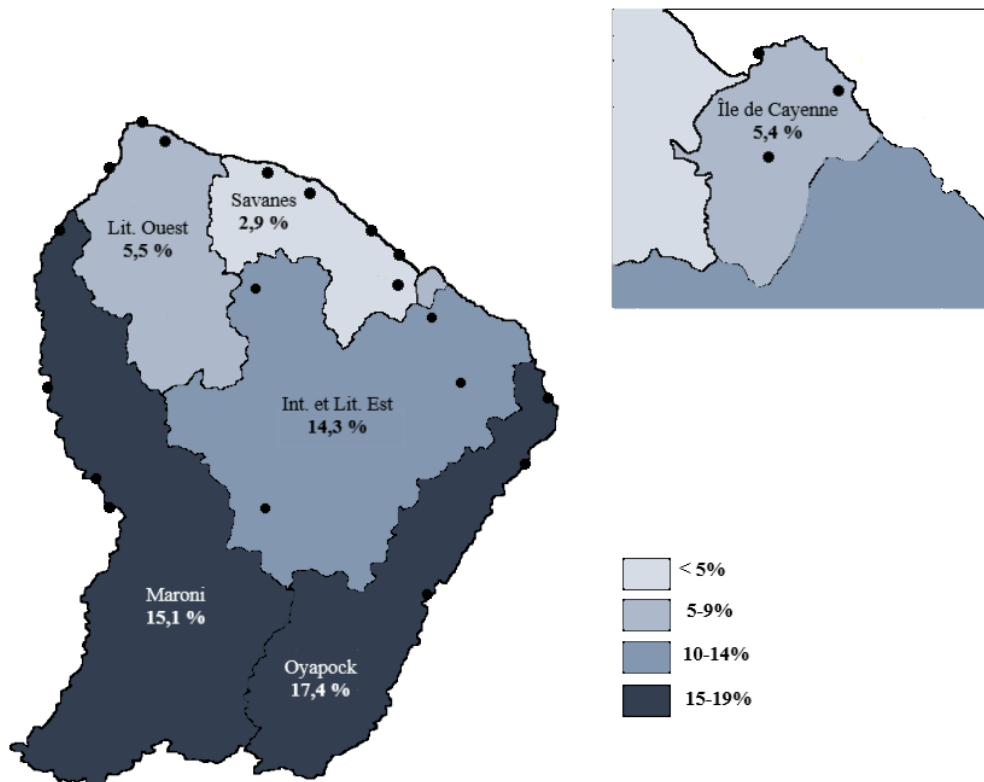 Île de Cayenne
5,4 %
Savanes
2,9 %
Lit. Ouest
5,5 %
Int. et Lit. Est
14,3 %
Maroni
15,1 %
Oyapock
17,4 %
< 5%
5-9%
10-14%
15-19%